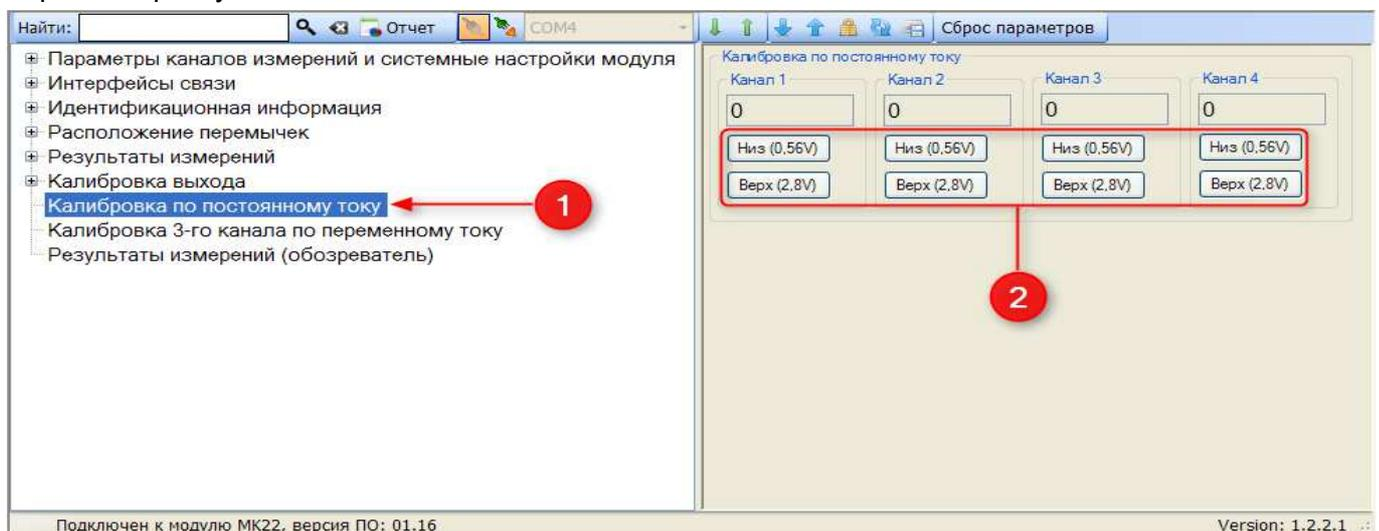 Найти: Отчет COM4 Сброс параметров
Параметры каналов измерений и системные настройки модуля
Интерфейсы связи
Идентификационная информация
Расположение перемычек
Результаты измерений
Калибровка выхода
Калибровка по постоянному току
Калибровка 3-го канала по переменному току
Результаты измерений (обозреватель)
1
Калибровка по постоянному току
Канал 1 Канал 2 Канал 3 Канал 4
0 0 0 0
Низ (0,56V) Низ (0,56V) Низ (0,56V) Низ (0,56V)
Верх (2,8V) Верх (2,8V) Верх (2,8V) Верх (2,8V)
2
Подключен к модулю МК22, версия ПО: 01.16 Version: 1.2.2.1